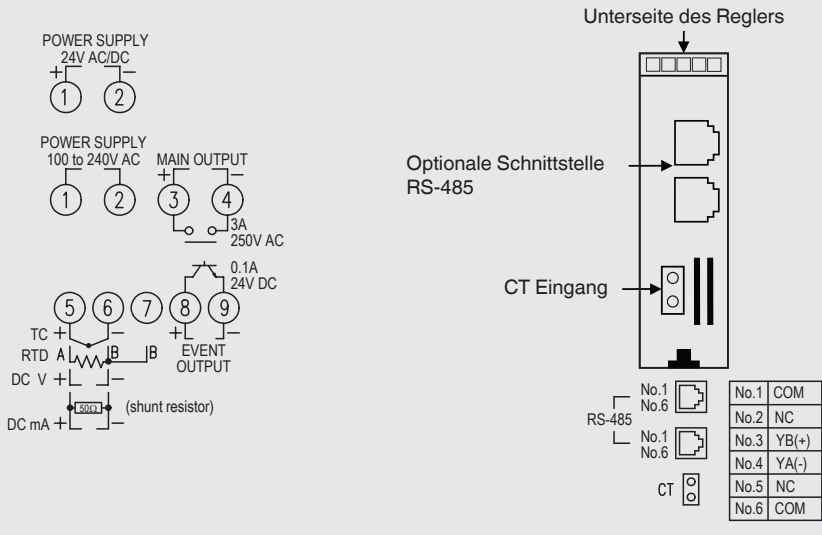 POWER SUPPLY
24V AC/DC
+ −
1 2
POWER SUPPLY
100 to 240V AC
1 2
MAIN OUTPUT
+ −
3 4
3A
250V AC
0.1A
24V DC
5 6 7 8 9
TC + −
+ −
EVENT
OUTPUT
RTD A B B
DC V + −
50Ω (shunt resistor)
DC mA + −
Unterseite des Reglers
Optionale Schnittstelle
RS-485
CT Eingang
RS-485
No.1
No.6
No.1
No.6
CT
No.1 COM
No.2 NC
No.3 YB(+)
No.4 YA(-)
No.5 NC
No.6 COM